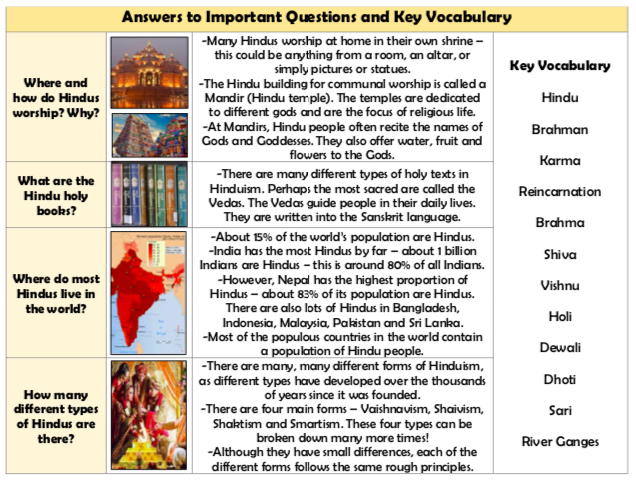 Answers to Important Questions and Key Vocabulary
Where and
how do Hindus
worship? Why?
-Many Hindus worship at home in their own shrine –
this could be anything from a room, an altar, or
simply pictures or statues.
-The Hindu building for communal worship is called a
Mandir (Hindu temple). The temples are dedicated
to different gods and are the focus of religious life.
-At Mandirs, Hindu people often recite the names of
Gods and Goddesses. They also offer water, fruit and
flowers to the Gods.
What are the
Hindu holy
books?
-There are many different types of holy texts in
Hinduism. Perhaps the most sacred are called the
Vedas. The Vedas guide people in their daily lives.
They are written into the Sanskrit language.
Where do most
Hindus live in
the world?
-About 15% of the world's population are Hindus.
-India has the most Hindus by far – about 1 billion
Indians are Hindus – this is around 80% of all Indians.
-However, Nepal has the highest proportion of
Hindus – about 83% of its population are Hindus.
There are also lots of Hindus in Bangladesh,
Indonesia, Malaysia, Pakistan and Sri Lanka.
-Most of the populous countries in the world contain
a population of Hindu people.
How many
different types
of Hindus are
there?
-There are many, many different forms of Hinduism,
as different types have developed over the thousands
of years since it was founded.
-There are four main forms – Vaishnavism, Shaivism,
Shaktism and Smartism. These four types can be
broken down many more times!
-Although they have small differences, each of the
different forms follows the same rough principles.
Key Vocabulary
Hindu
Brahman
Karma
Reincarnation
Brahma
Shiva
Vishnu
Holi
Dewali
Dhoti
Sari
River Ganges